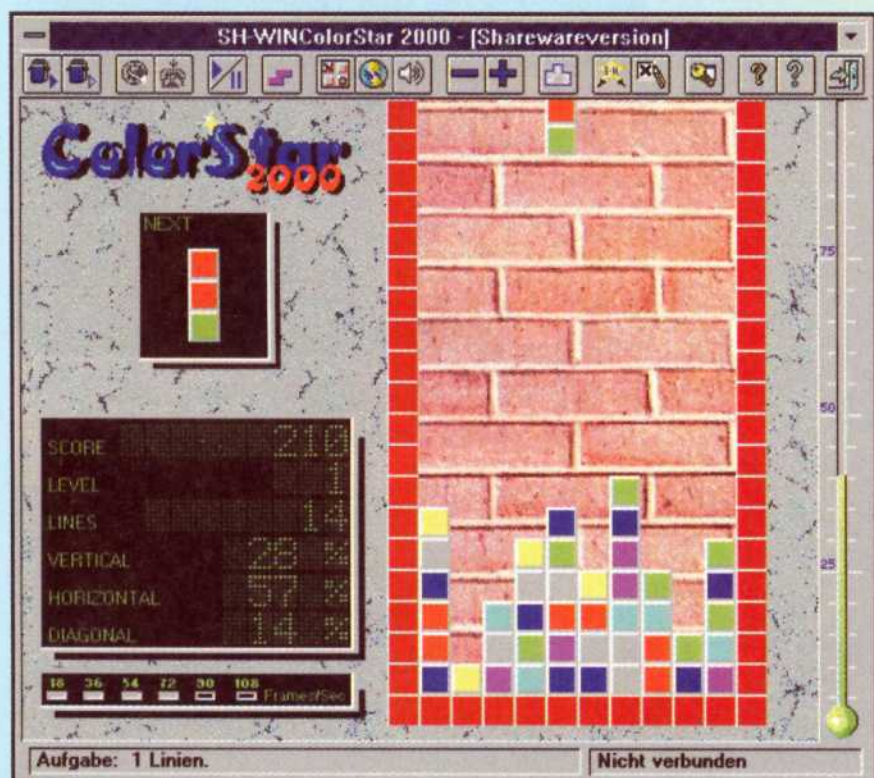 SH-WINColorStar 2000 - [Sharewareversion]
ColorStar
2000
NEXT
SCORE 210
LEVEL 1
LINES 14
VERTICAL 28 %
HORIZONTAL 57 %
DIAGONAL 14 %
18 36 54 72 90 108
Frames/Sec
75
50
25
Aufgabe: 1 Linien.
Nicht verbunden